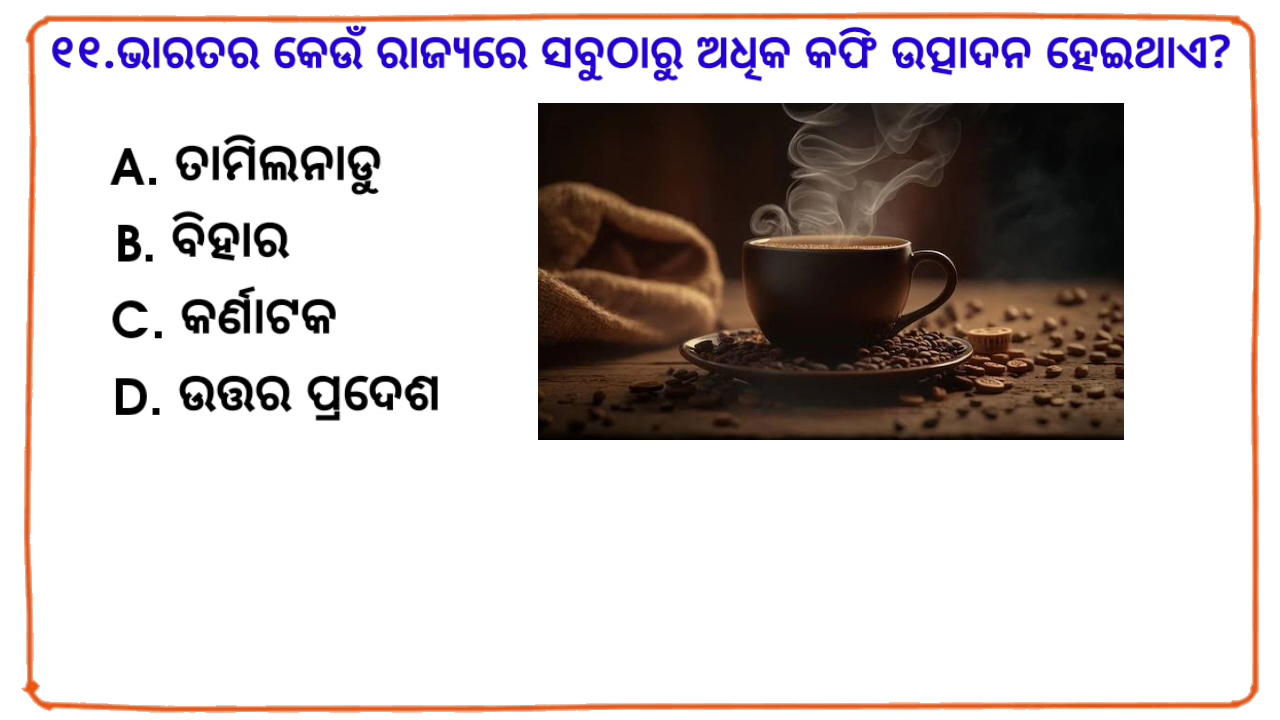 ୧୧.ଭାରତର କେଉଁ ରାଜ୍ୟରେ ସବୁଠାରୁ ଅଧିକ କଫି ଉତ୍ପାଦନ ହେଇଥାଏ?
A. ତାମିଲନାଡୁ
B. ବିହାର
C. କର୍ଣାଟକ
D. ଉତ୍ତର ପ୍ରଦେଶ